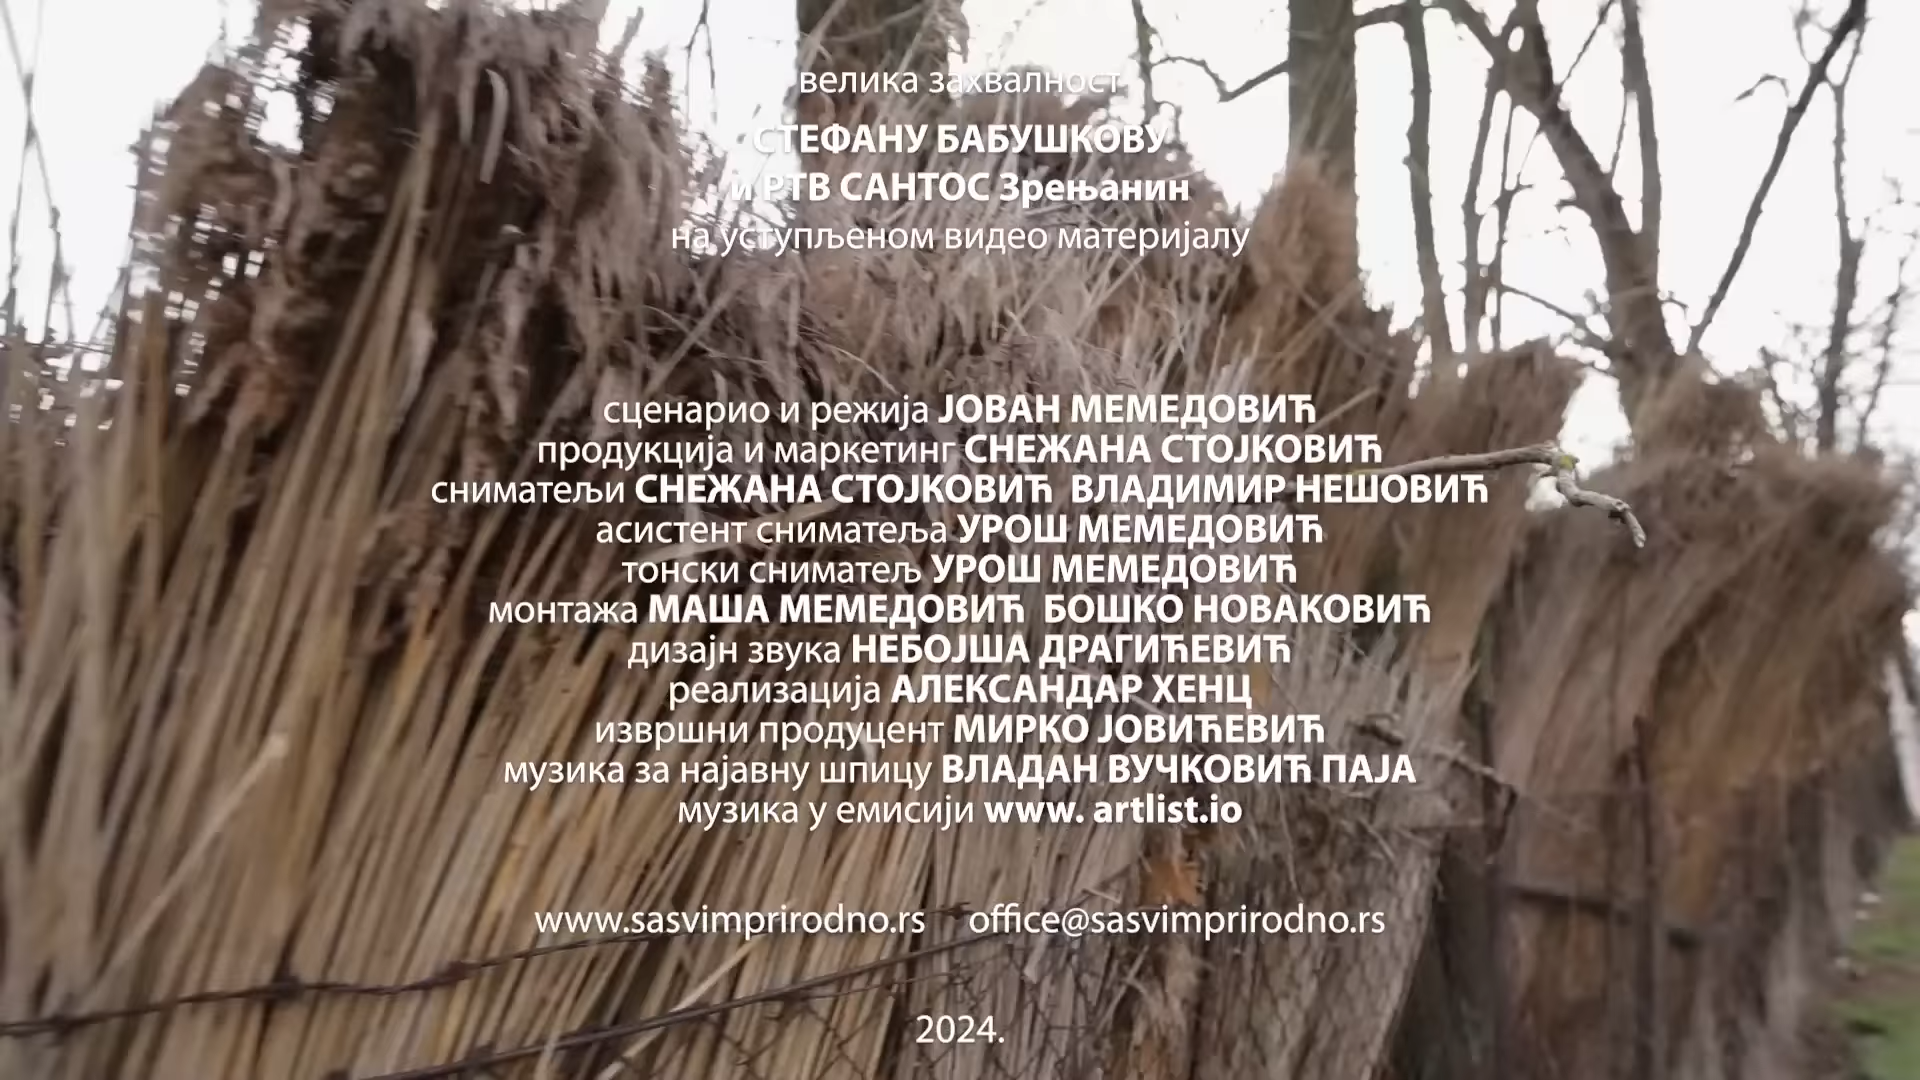 велика захвалност
СТЕФАНУ БАБУШКОВУ
и РТВ САНТОС Зрењанин
на уступљеном видео материјалу
сценарио и режија ЈОВАН МЕМЕДОВИЋ
продукција и маркетинг СНЕЖАНА СТОЈКОВИЋ
сниматељи СНЕЖАНА СТОЈКОВИЋ ВЛАДИМИР НЕШОВИЋ
асистент сниматеља УРОШ МЕМЕДОВИЋ
тонски сниматељ УРОШ МЕМЕДОВИЋ
монтажа МАША МЕМЕДОВИЋ БОШКО НОВАКОВИЋ
дизајн звука НЕБОЈША ДРАГИЋЕВИЋ
реализација АЛЕКСАНДАР ХЕНЦ
извршни продуцент МИРКО ЈОВИЋЕВИЋ
музика за најавну шпицу ВЛАДАН ВУЧКОВИЋ ПАЈА
музика у емисији www. artlist.io
www.sasvimprirodno.rs office@sasvimprirodno.rs
2024.